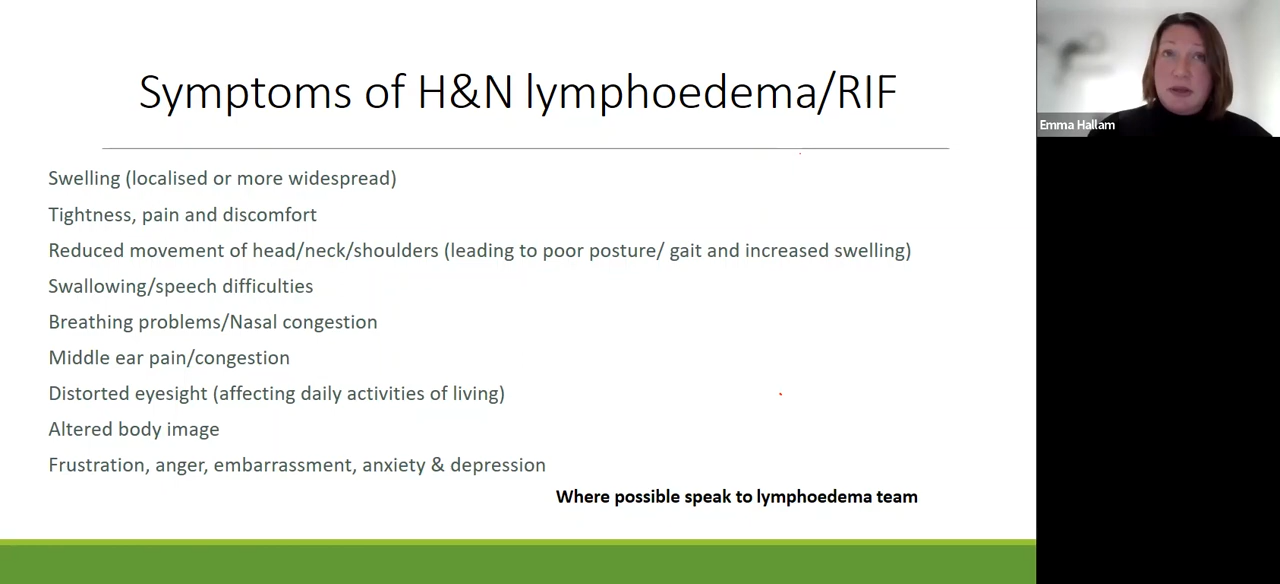 Symptoms of H&N lymphoedema/RIF
Swelling (localised or more widespread)
Tightness, pain and discomfort
Reduced movement of head/neck/shoulders (leading to poor posture/ gait and increased swelling)
Swallowing/speech difficulties
Breathing problems/Nasal congestion
Middle ear pain/congestion
Distorted eyesight (affecting daily activities of living)
Altered body image
Frustration, anger, embarrassment, anxiety & depression
Where possible speak to lymphoedema team
Emma Hallam